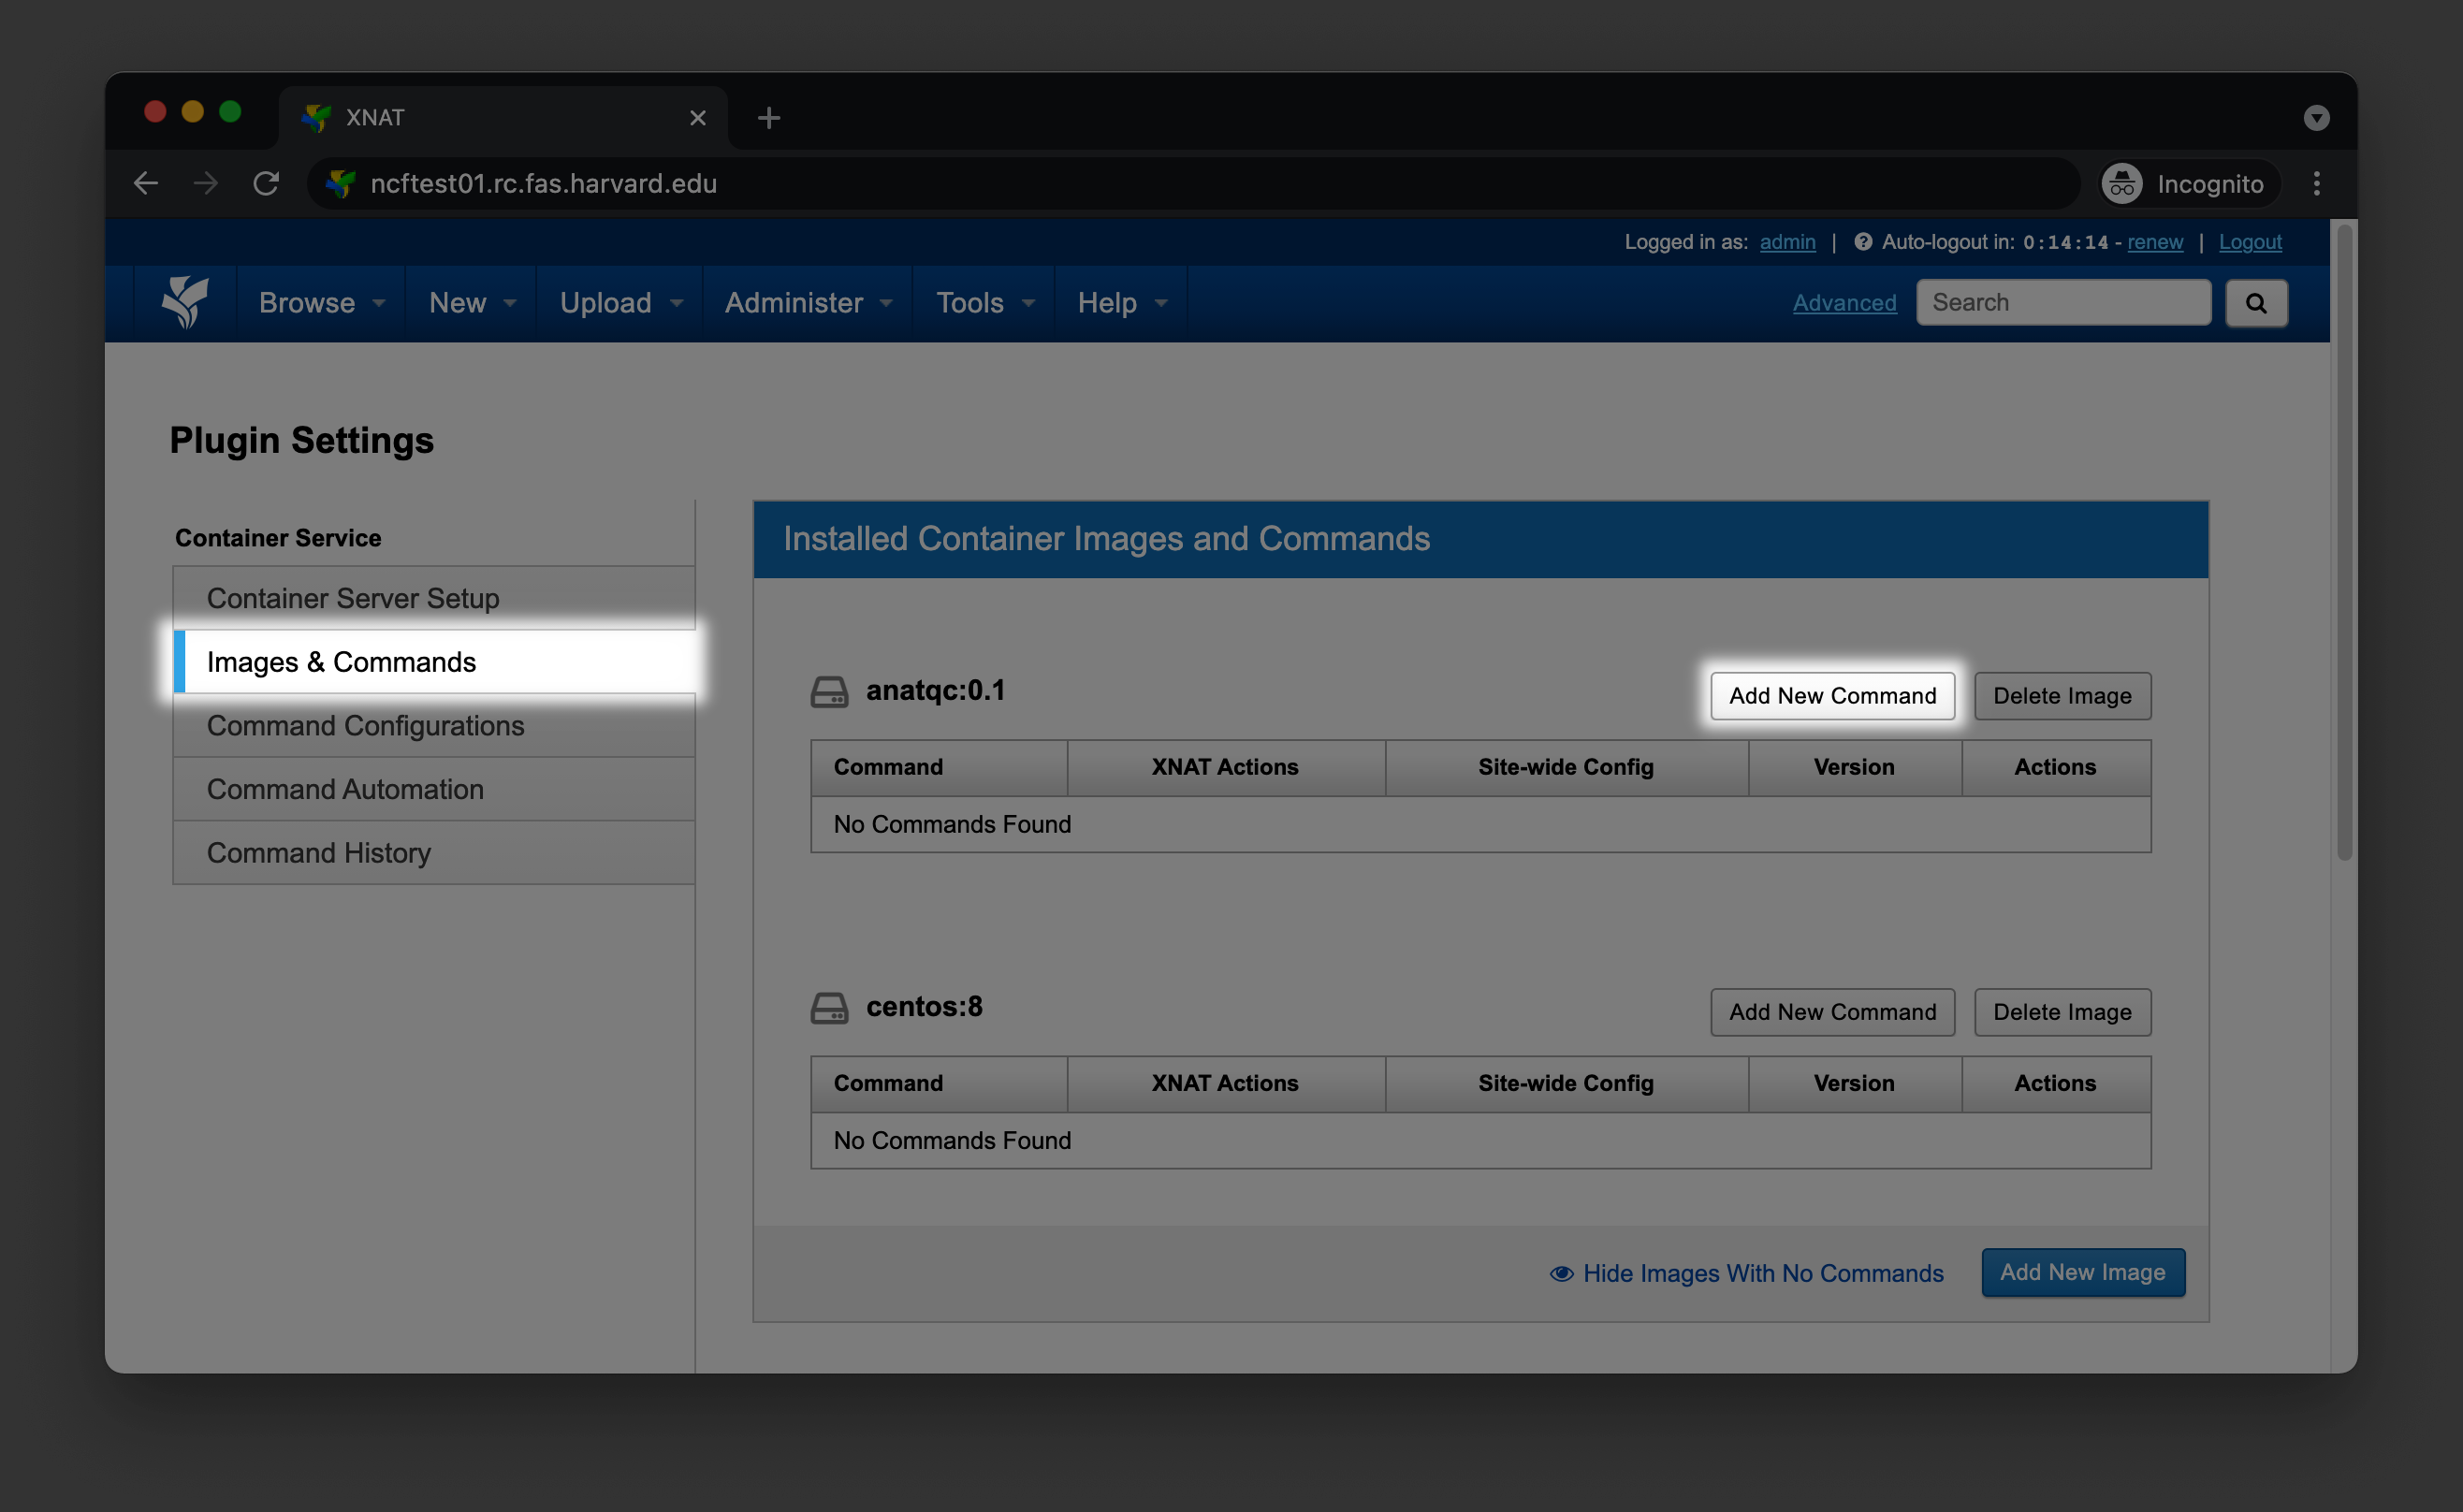 XNAT
ncftest01.rc.fas.harvard.edu
Incognito
Logged in as: admin | Auto-logout in: 0:14:14 - renew | Logout
Browse New Upload Administer Tools Help Advanced Search
Plugin Settings
Container Service
Container Server Setup
Images & Commands
Command Configurations
Command Automation
Command History
Installed Container Images and Commands
anatqc:0.1 Add New Command Delete Image
Command XNAT Actions Site-wide Config Version Actions
No Commands Found
centos:8 Add New Command Delete Image
Command XNAT Actions Site-wide Config Version Actions
No Commands Found
Hide Images With No Commands Add New Image